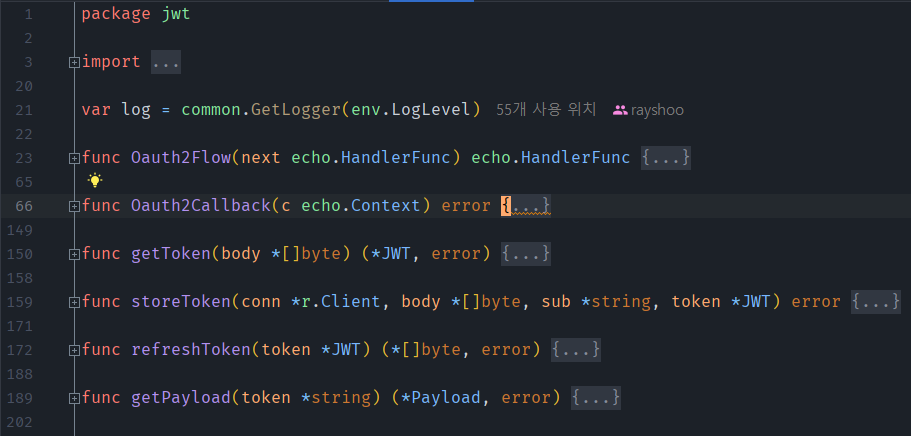 1 package jwt
2
3 import ...
20
21 var log = common.GetLogger(env.LogLevel) 55개 사용 위치 rayshoo
22
23 func Oauth2Flow(next echo.HandlerFunc) echo.HandlerFunc {...}
65
66 func Oauth2Callback(c echo.Context) error {...}
149
150 func getToken(body *[]byte) (*JWT, error) {...}
158
159 func storeToken(conn *r.Client, body *[]byte, sub *string, token *JWT) error {...}
171
172 func refreshToken(token *JWT) (*[]byte, error) {...}
188
189 func getPayload(token *string) (*Payload, error) {...}
202